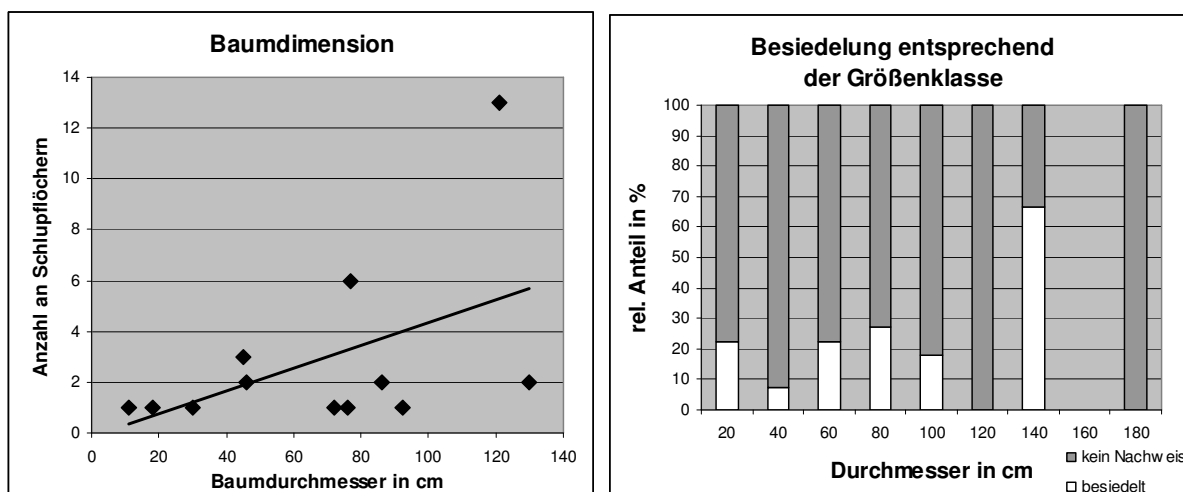 Baumdimension
Anzahl an Schlupflöchern
14
12
10
8
6
4
2
0
0 20 40 60 80 100 120 140
Baumdurchmesser in cm
Besiedelung entsprechend
der Größenklasse
rel. Anteil in %
100
90
80
70
60
50
40
30
20
10
0
20 40 60 80 100 120 140 160 180
Durchmesser in cm
kein Nachweis
besiedelt